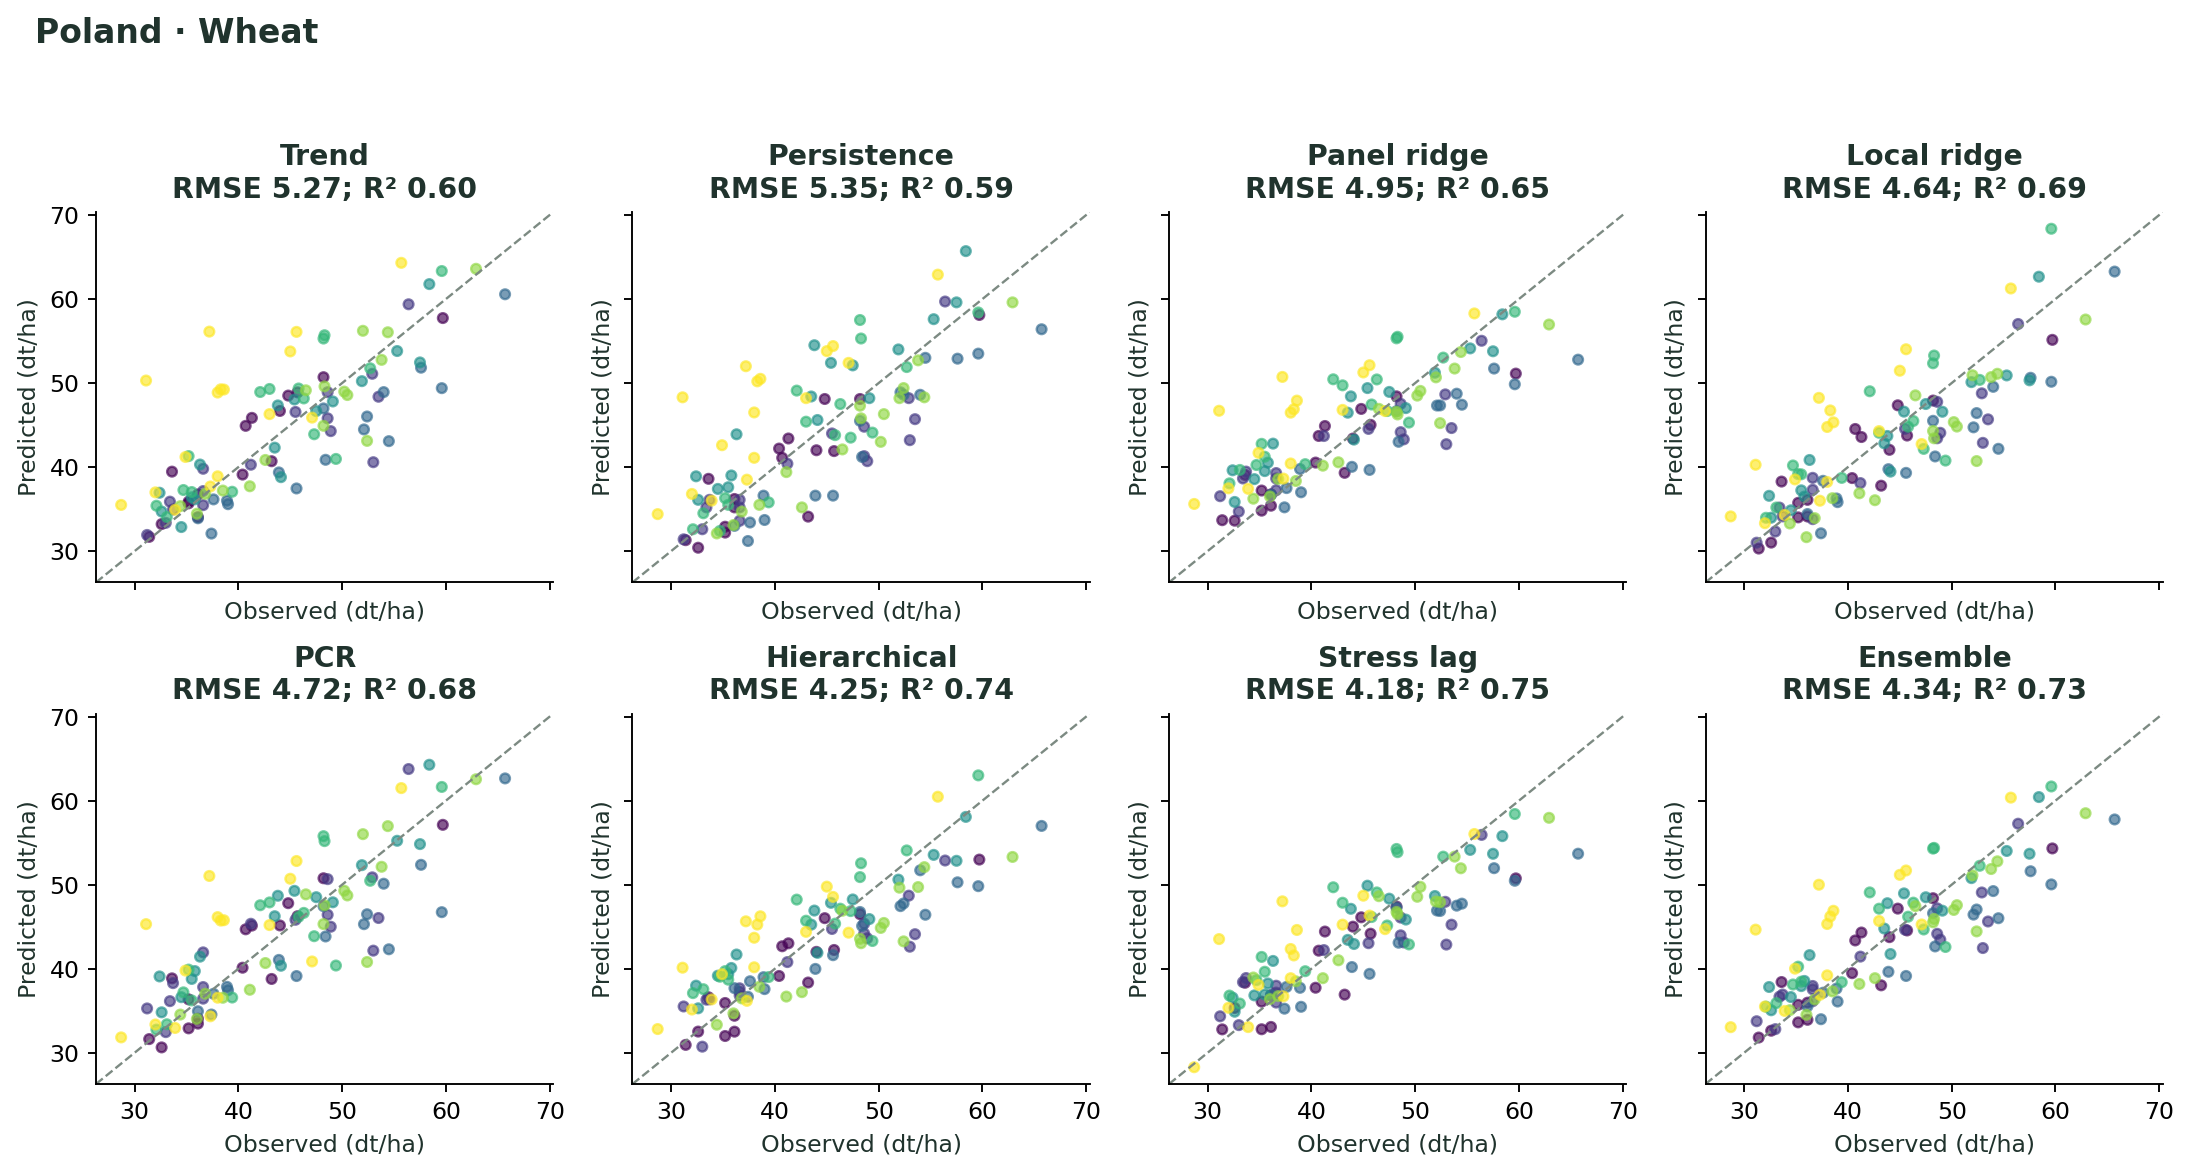 Poland · Wheat
Trend
RMSE 5.27; R² 0.60
Persistence
RMSE 5.35; R² 0.59
Panel ridge
RMSE 4.95; R² 0.65
Local ridge
RMSE 4.64; R² 0.69
70
60
50
40
30
Predicted (dt/ha)
Predicted (dt/ha)
Predicted (dt/ha)
Predicted (dt/ha)
Observed (dt/ha)
Observed (dt/ha)
Observed (dt/ha)
Observed (dt/ha)
PCR
RMSE 4.72; R² 0.68
Hierarchical
RMSE 4.25; R² 0.74
Stress lag
RMSE 4.18; R² 0.75
Ensemble
RMSE 4.34; R² 0.73
70
60
50
40
30
Predicted (dt/ha)
Predicted (dt/ha)
Predicted (dt/ha)
Predicted (dt/ha)
30 40 50 60 70
30 40 50 60 70
30 40 50 60 70
30 40 50 60 70
Observed (dt/ha)
Observed (dt/ha)
Observed (dt/ha)
Observed (dt/ha)